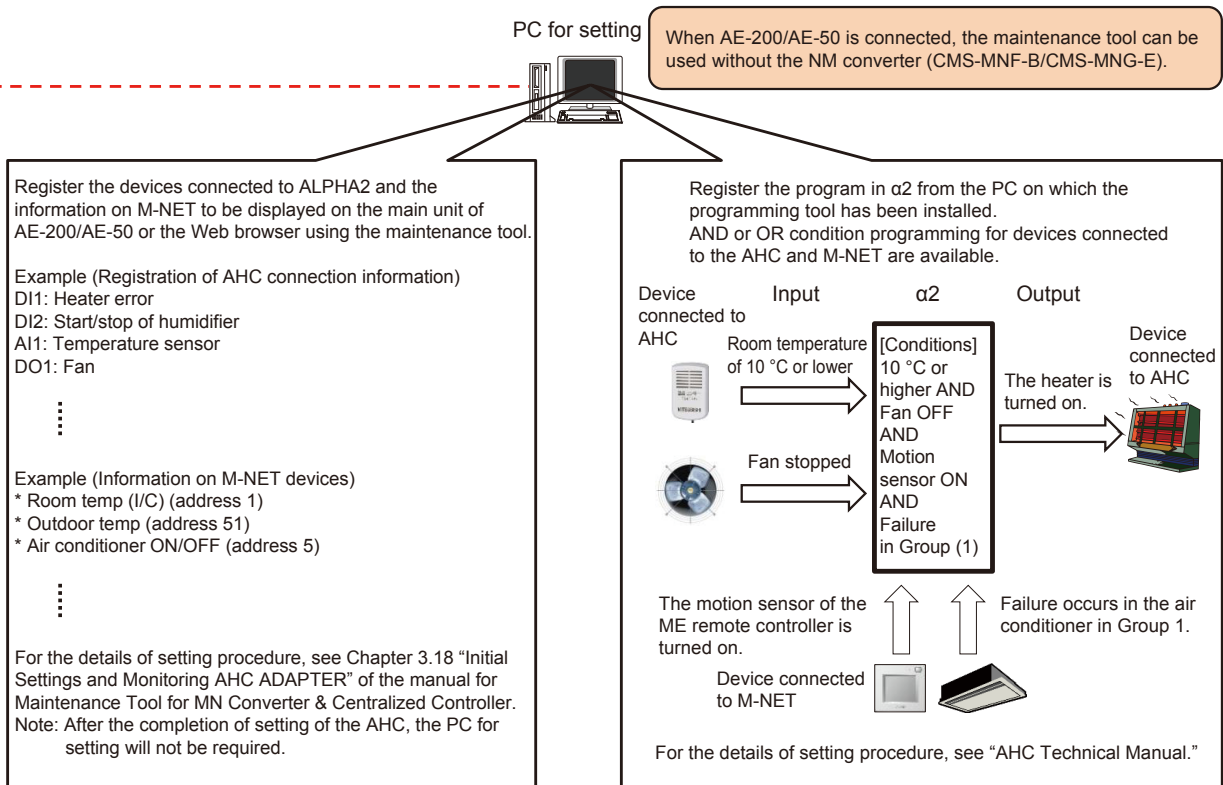 PC for setting
When AE-200/AE-50 is connected, the maintenance tool can be
used without the NM converter (CMS-MNF-B/CMS-MNG-E).
Register the devices connected to ALPHA2 and the
information on M-NET to be displayed on the main unit of
AE-200/AE-50 or the Web browser using the maintenance tool.
Example (Registration of AHC connection information)
DI1: Heater error
DI2: Start/stop of humidifier
AI1: Temperature sensor
DO1: Fan
Example (Information on M-NET devices)
* Room temp (I/C) (address 1)
* Outdoor temp (address 51)
* Air conditioner ON/OFF (address 5)
For the details of setting procedure, see Chapter 3.18 “Initial
Settings and Monitoring AHC ADAPTER” of the manual for
Maintenance Tool for MN Converter & Centralized Controller.
Note: After the completion of setting of the AHC, the PC for
setting will not be required.
Register the program in α2 from the PC on which the
programming tool has been installed.
AND or OR condition programming for devices connected
to the AHC and M-NET are available.
Device
connected to
AHC
Input
α2
Output
Room temperature
of 10 °C or lower
[Conditions]
10 °C or
higher AND
Fan OFF
AND
Motion
sensor ON
AND
Failure
in Group (1)
The heater is
turned on.
Device
connected
to AHC
Fan stopped
The motion sensor of the
ME remote controller is
turned on.
Failure occurs in the air
conditioner in Group 1.
Device connected
to M-NET
For the details of setting procedure, see “AHC Technical Manual.”